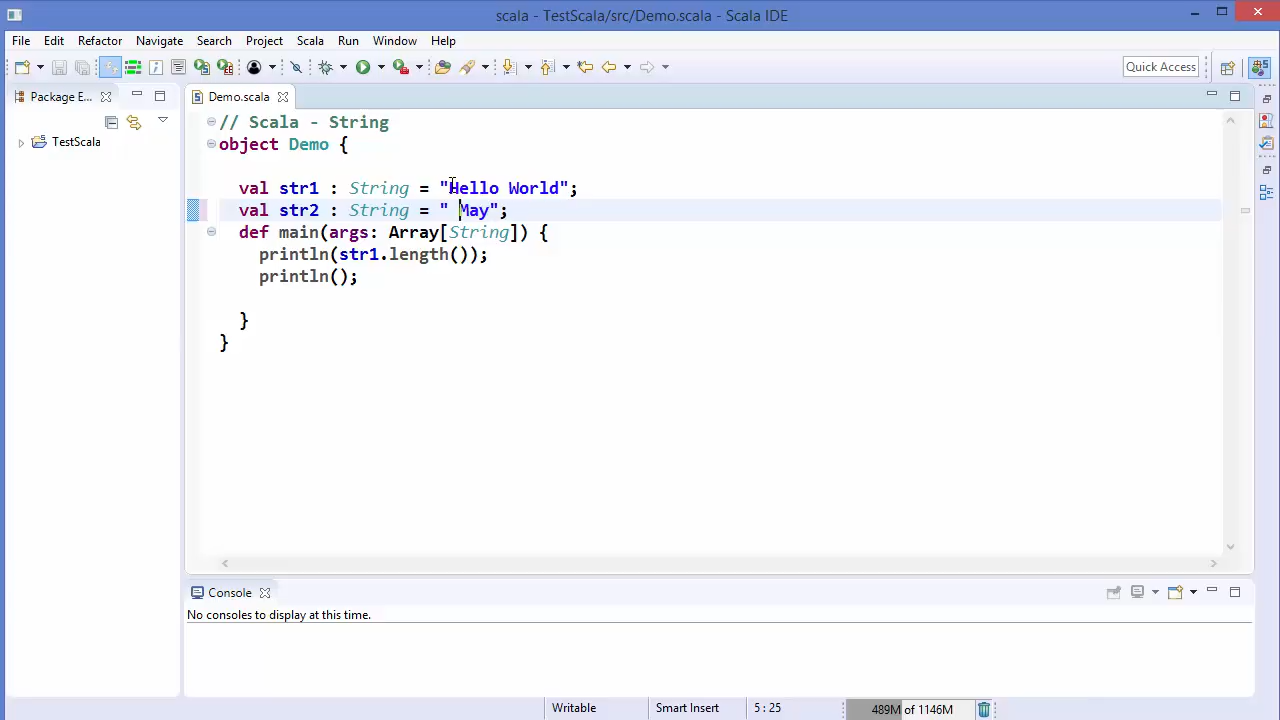 scala - TestScala/src/Demo.scala - Scala IDE
File Edit Refactor Navigate Search Project Scala Run Window Help
Quick Access
Package E...
Demo.scala
TestScala
// Scala - String
object Demo {
val str1 : String = "Hello World";
val str2 : String = " May";
def main(args: Array[String]) {
println(str1.length());
println();
}
}
Console
No consoles to display at this time.
Writable Smart Insert 5 : 25 489M of 1146M